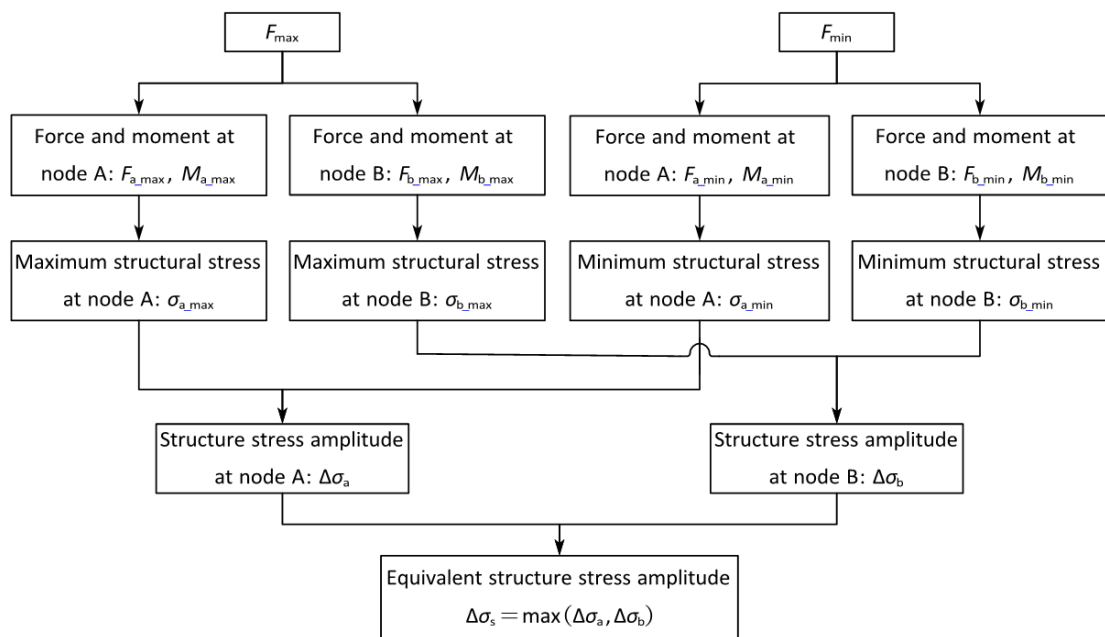 F_max
F_min
Force and moment at
node A: F_a_max, M_a_max
Force and moment at
node B: F_b_max, M_b_max
Force and moment at
node A: F_a_min, M_a_min
Force and moment at
node B: F_b_min, M_b_min
Maximum structural stress
at node A: σ_a_max
Maximum structural stress
at node B: σ_b_max
Minimum structural stress
at node A: σ_a_min
Minimum structural stress
at node B: σ_b_min
Structure stress amplitude
at node A: Δσ_a
Structure stress amplitude
at node B: Δσ_b
Equivalent structure stress amplitude
Δσ_s = max(Δσ_a, Δσ_b)